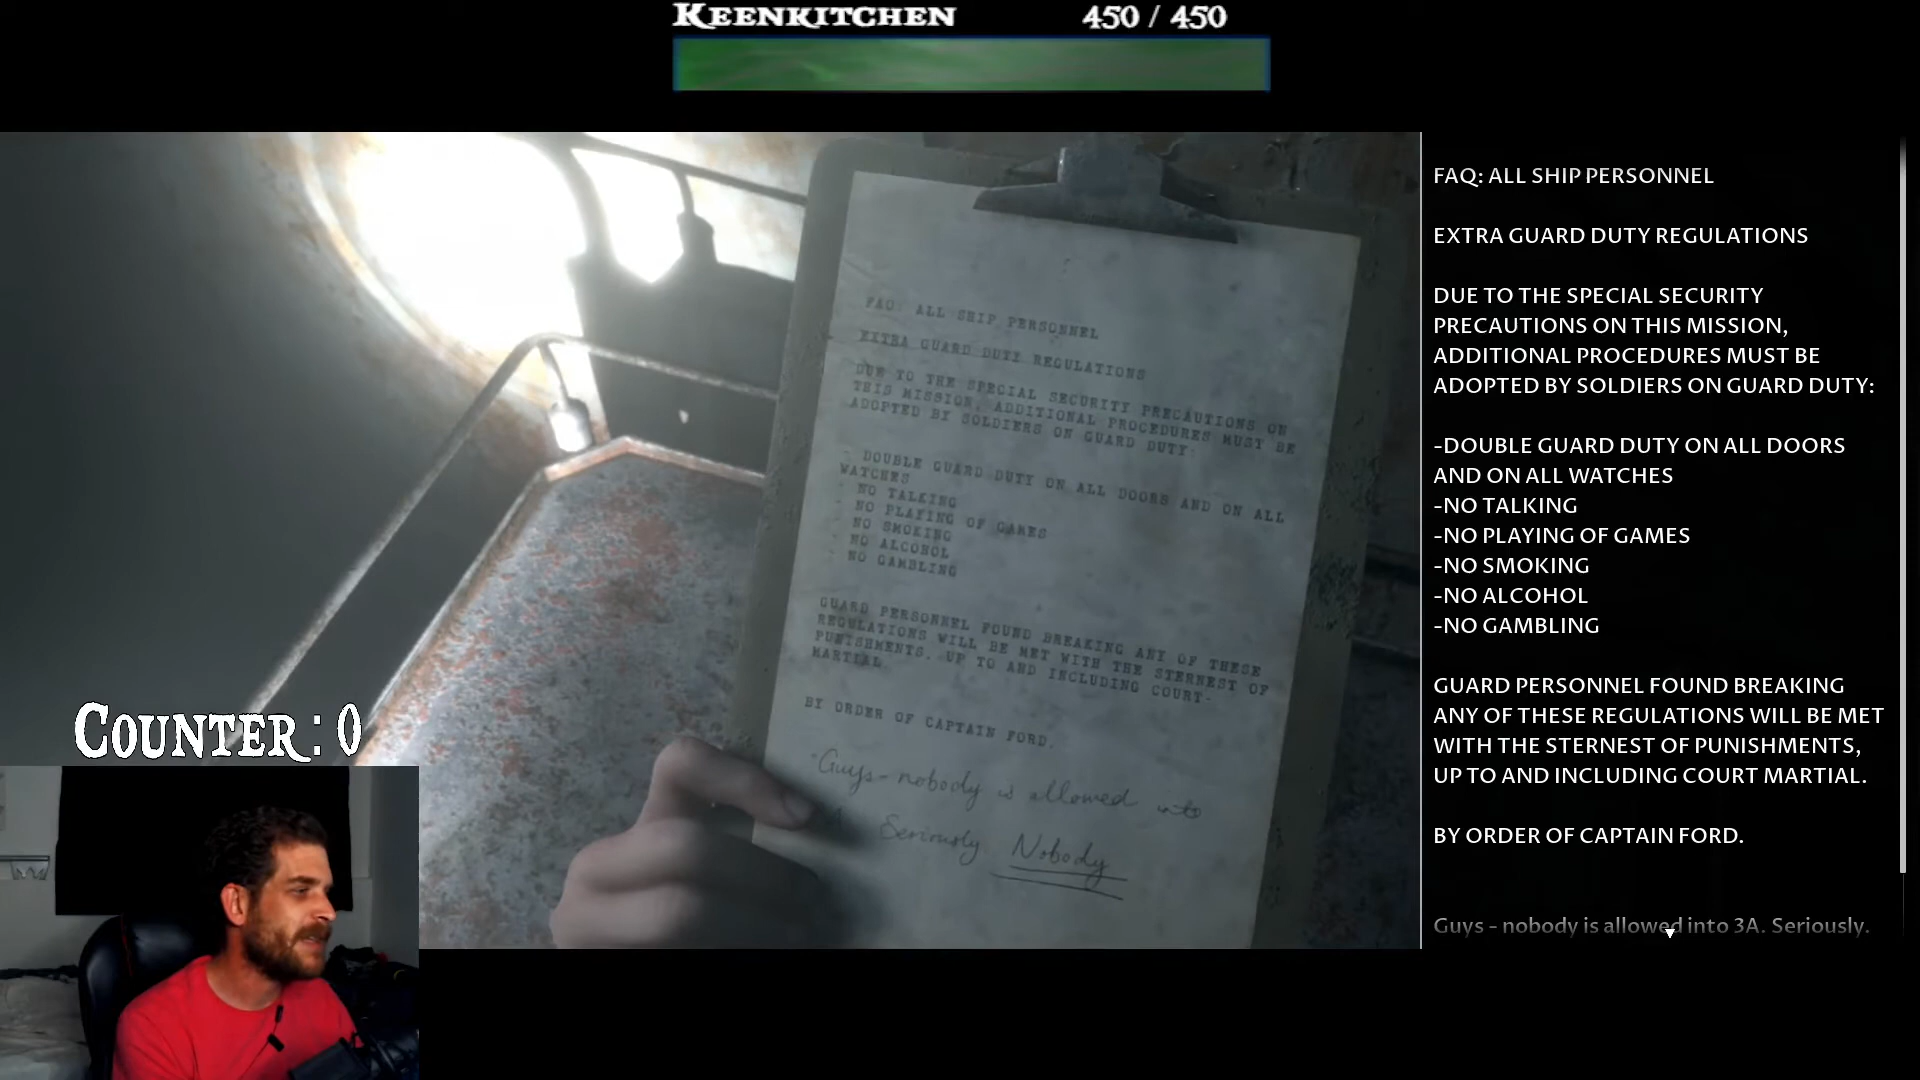 KEENKITCHEN 450 / 450
FAQ: ALL SHIP PERSONNEL
EXTRA GUARD DUTY REGULATIONS
DUE TO THE SPECIAL SECURITY PRECAUTIONS ON
THIS MISSION, ADDITIONAL PROCEDURES MUST BE
ADOPTED BY SOLDIERS ON GUARD DUTY:
- DOUBLE GUARD DUTY ON ALL DOORS AND ON ALL
WATCHES
- NO TALKING
- NO PLAYING OF GAMES
- NO SMOKING
- NO ALCOHOL
- NO GAMBLING
GUARD PERSONNEL FOUND BREAKING ANY OF THESE
REGULATIONS WILL BE MET WITH THE STERNEST OF
PUNISHMENTS, UP TO AND INCLUDING COURT-
MARTIAL
BY ORDER OF CAPTAIN FORD.
Guys - nobody is allowed into
Seriously Nobody
FAQ: ALL SHIP PERSONNEL
EXTRA GUARD DUTY REGULATIONS
DUE TO THE SPECIAL SECURITY
PRECAUTIONS ON THIS MISSION,
ADDITIONAL PROCEDURES MUST BE
ADOPTED BY SOLDIERS ON GUARD DUTY:
-DOUBLE GUARD DUTY ON ALL DOORS
AND ON ALL WATCHES
-NO TALKING
-NO PLAYING OF GAMES
-NO SMOKING
-NO ALCOHOL
-NO GAMBLING
GUARD PERSONNEL FOUND BREAKING
ANY OF THESE REGULATIONS WILL BE MET
WITH THE STERNEST OF PUNISHMENTS,
UP TO AND INCLUDING COURT MARTIAL.
BY ORDER OF CAPTAIN FORD.
Guys - nobody is allowed into 3A. Seriously.
COUNTER: 0